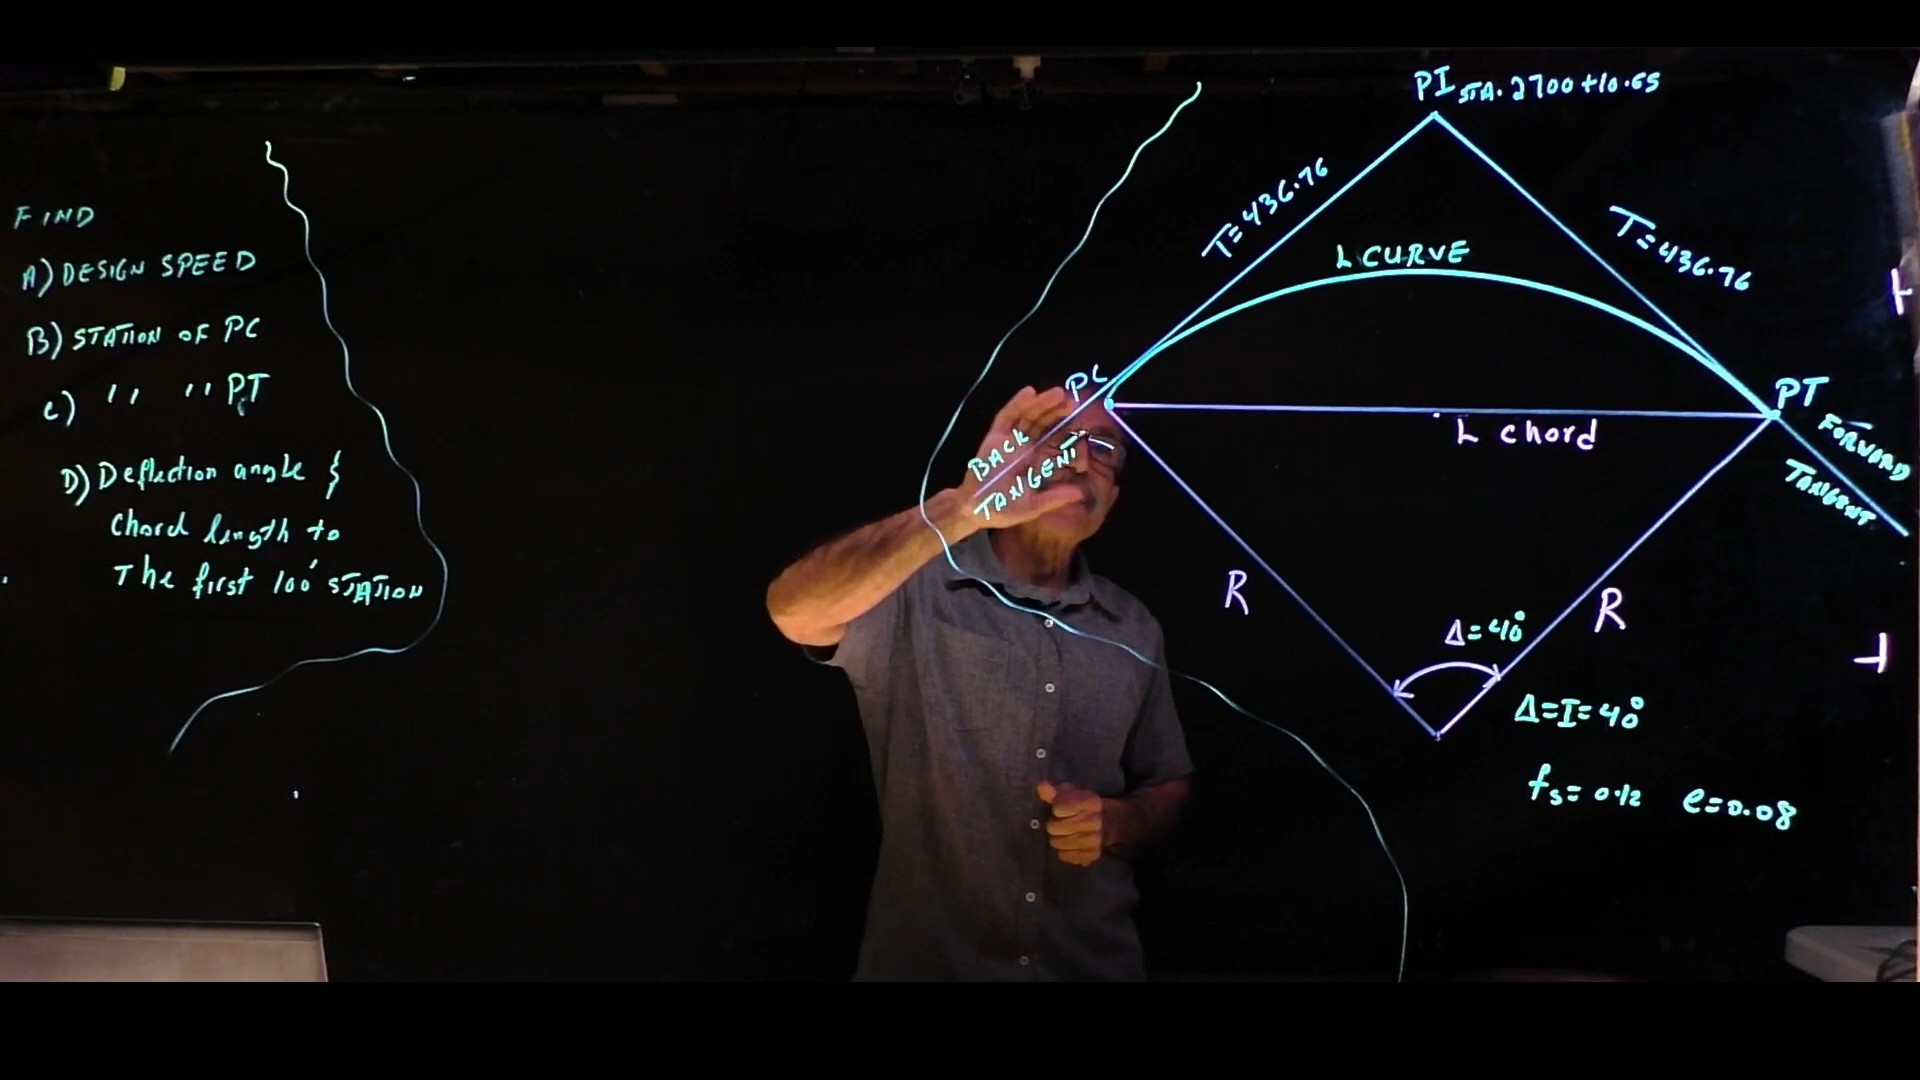 FIND
A) DESIGN SPEED
B) STATION OF PC
C) " " PT
D) Deflection angle &
Chord length to
The first 100' STATION
PI STA. 2700+10.65
T=436.76
T=436.76
L CURVE
PC
PT
BACK
TANGENT
L chord
FORWARD
TANGENT
R
R
Δ=40°
Δ=I=40°
fs=0.12 e=0.08